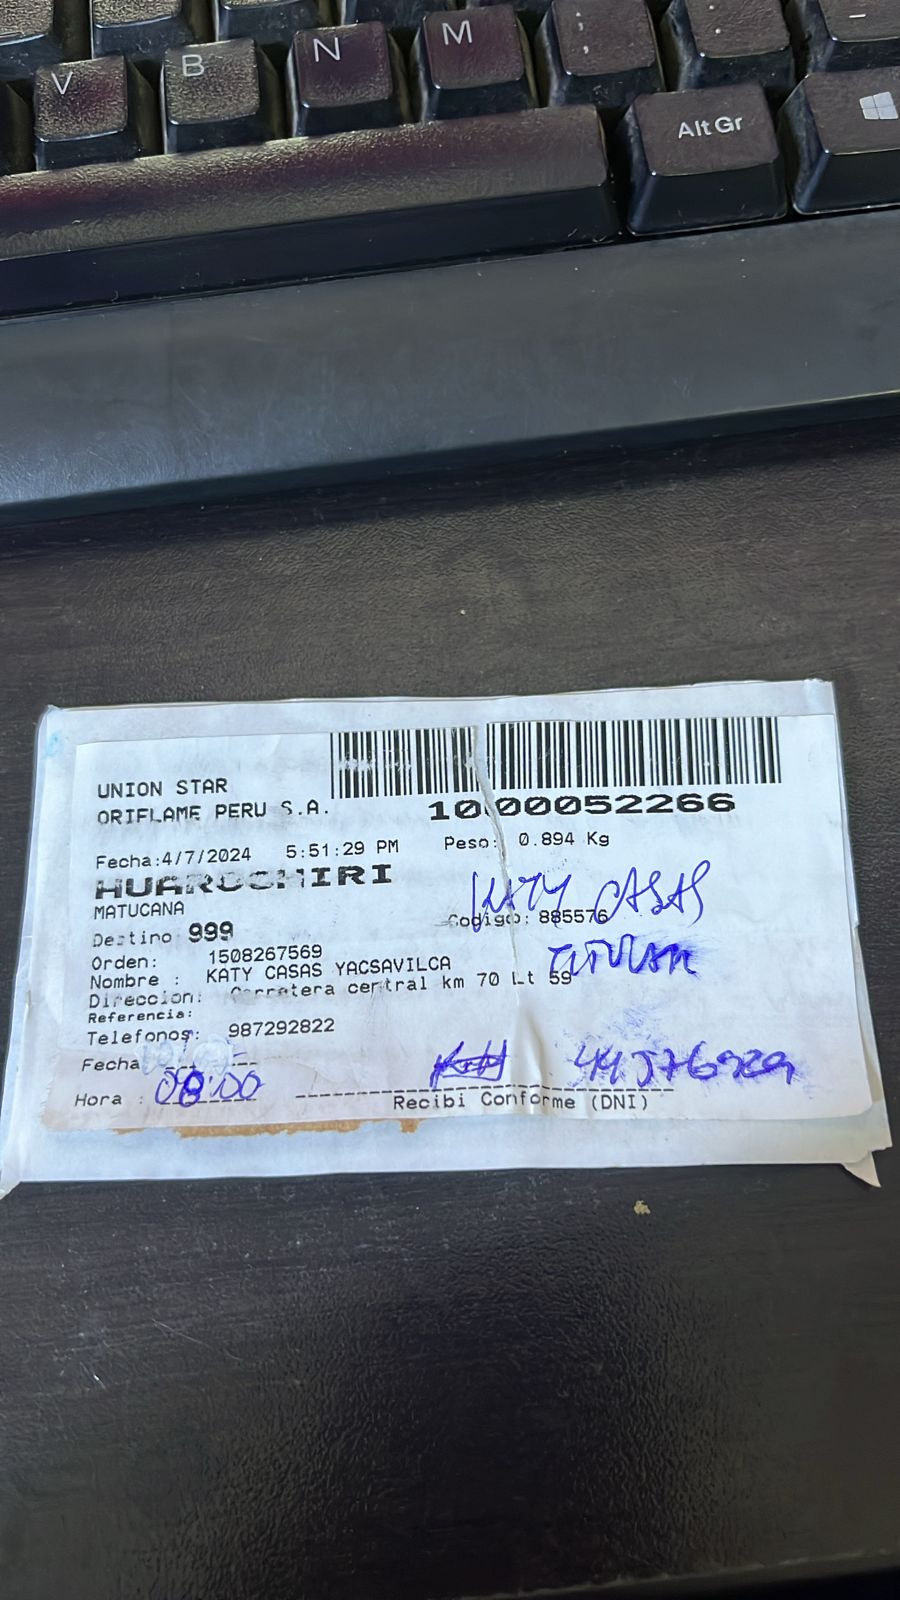 V B N M ; , : . _ -
Alt Gr
UNION STAR
ORIFLAME PERU S.A.
1000052266
Fecha:4/7/2024 5:51:29 PM Peso: 0.894 Kg
HUAROCHIRI
MATUCANA
KATY CASAS
Codigo: 885576
Destino 999
TITULAR
Orden: 1508267569
Nombre : KATY CASAS YACSAVILCA
Direccion: Carretera central km 70 Lt 59
Referencia:
Telefonos: 987292822
Fecha
Hora : 08:00
Recibi Conforme (DNI)